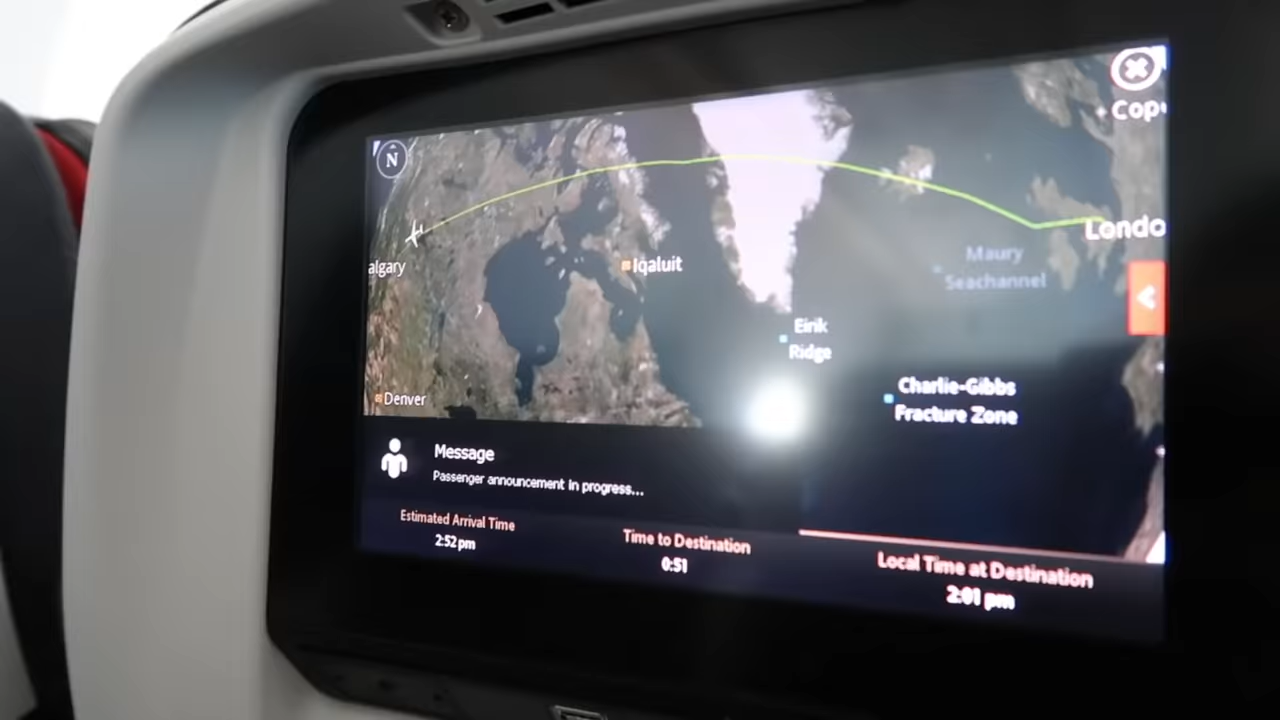 Cop
N
Londo
algary
Iqaluit
Maury
Seachannel
Eirik
Ridge
Charlie-Gibbs
Fracture Zone
Denver
Message
Passenger announcement in progress...
Estimated Arrival Time
2:52 pm
Time to Destination
0:51
Local Time at Destination
2:01 pm